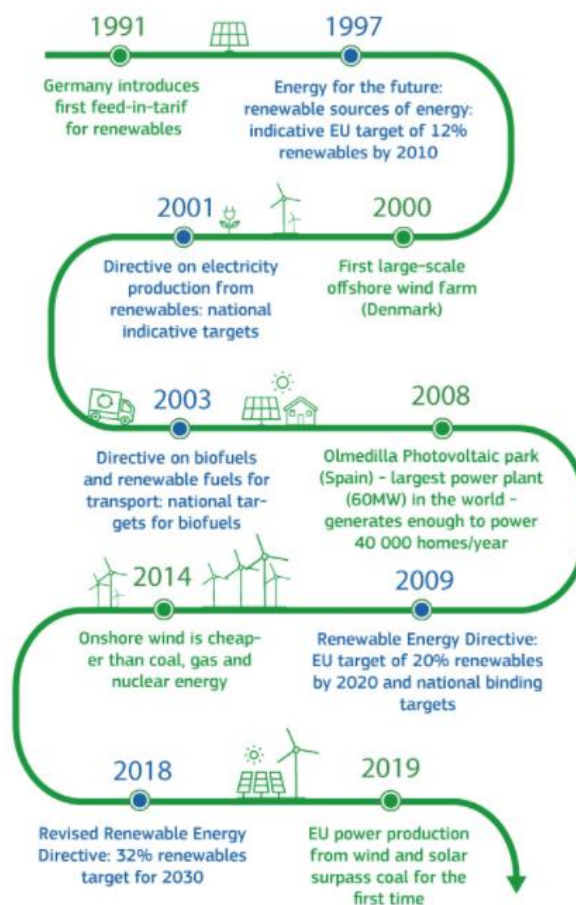 1991
Germany introduces
first feed-in-tarif
for renewables
1997
Energy for the future:
renewable sources of energy:
indicative EU target of 12%
renewables by 2010
2000
First large-scale
offshore wind farm
(Denmark)
2001
Directive on electricity
production from
renewables: national
indicative targets
2003
Directive on biofuels
and renewable fuels for
transport: national tar-
gets for biofuels
2008
Olmedilla Photovoltaic park
(Spain) - largest power plant
(60MW) in the world -
generates enough to power
40 000 homes/year
2009
Renewable Energy Directive:
EU target of 20% renewables
by 2020 and national binding
targets
2014
Onshore wind is cheap-
er than coal, gas and
nuclear energy
2018
Revised Renewable Energy
Directive: 32% renewables
target for 2030
2019
EU power production
from wind and solar
surpass coal for the
first time